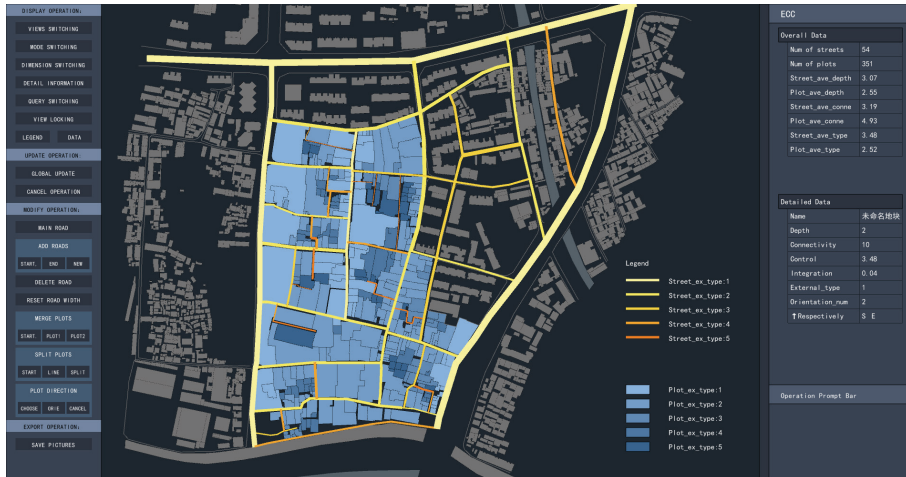 DISPLAY OPERATION:
VIEWS SWITCHING
MODE SWITCHING
DIMENSION SWITCHING
DETAIL INFORMATION
QUERY SWITCHING
VIEW LOCKING
LEGEND DATA
UPDATE OPERATION:
GLOBAL UPDATE
CANCEL OPERATION
MODIFY OPERATION:
MAIN ROAD
ADD ROADS
START. END NEW
DELETE ROAD
RESET ROAD WIDTH
MERGE PLOTS
START. PLOT1 PLOT2
SPLIT PLOTS
START LINE SPLIT
PLOT DIRECTION
CHOOSE ORIE CANCEL
EXPORT OPERATION:
SAVE PICTURES
Legend
Street_ex_type:1
Street_ex_type:2
Street_ex_type:3
Street_ex_type:4
Street_ex_type:5
Plot_ex_type:1
Plot_ex_type:2
Plot_ex_type:3
Plot_ex_type:4
Plot_ex_type:5
ECC
Overall Data
Num of streets 54
Num of plots 351
Street_ave_depth 3.07
Plot_ave_depth 2.55
Street_ave_conne 3.19
Plot_ave_conne 4.93
Street_ave_type 3.48
Plot_ave_type 2.52
Detailed Data
Name 未命名地块
Depth 2
Connectivity 10
Control 3.48
Integration 0.04
External_type 1
Orientation_num 2
↑Respectively S E
Operation Prompt Bar